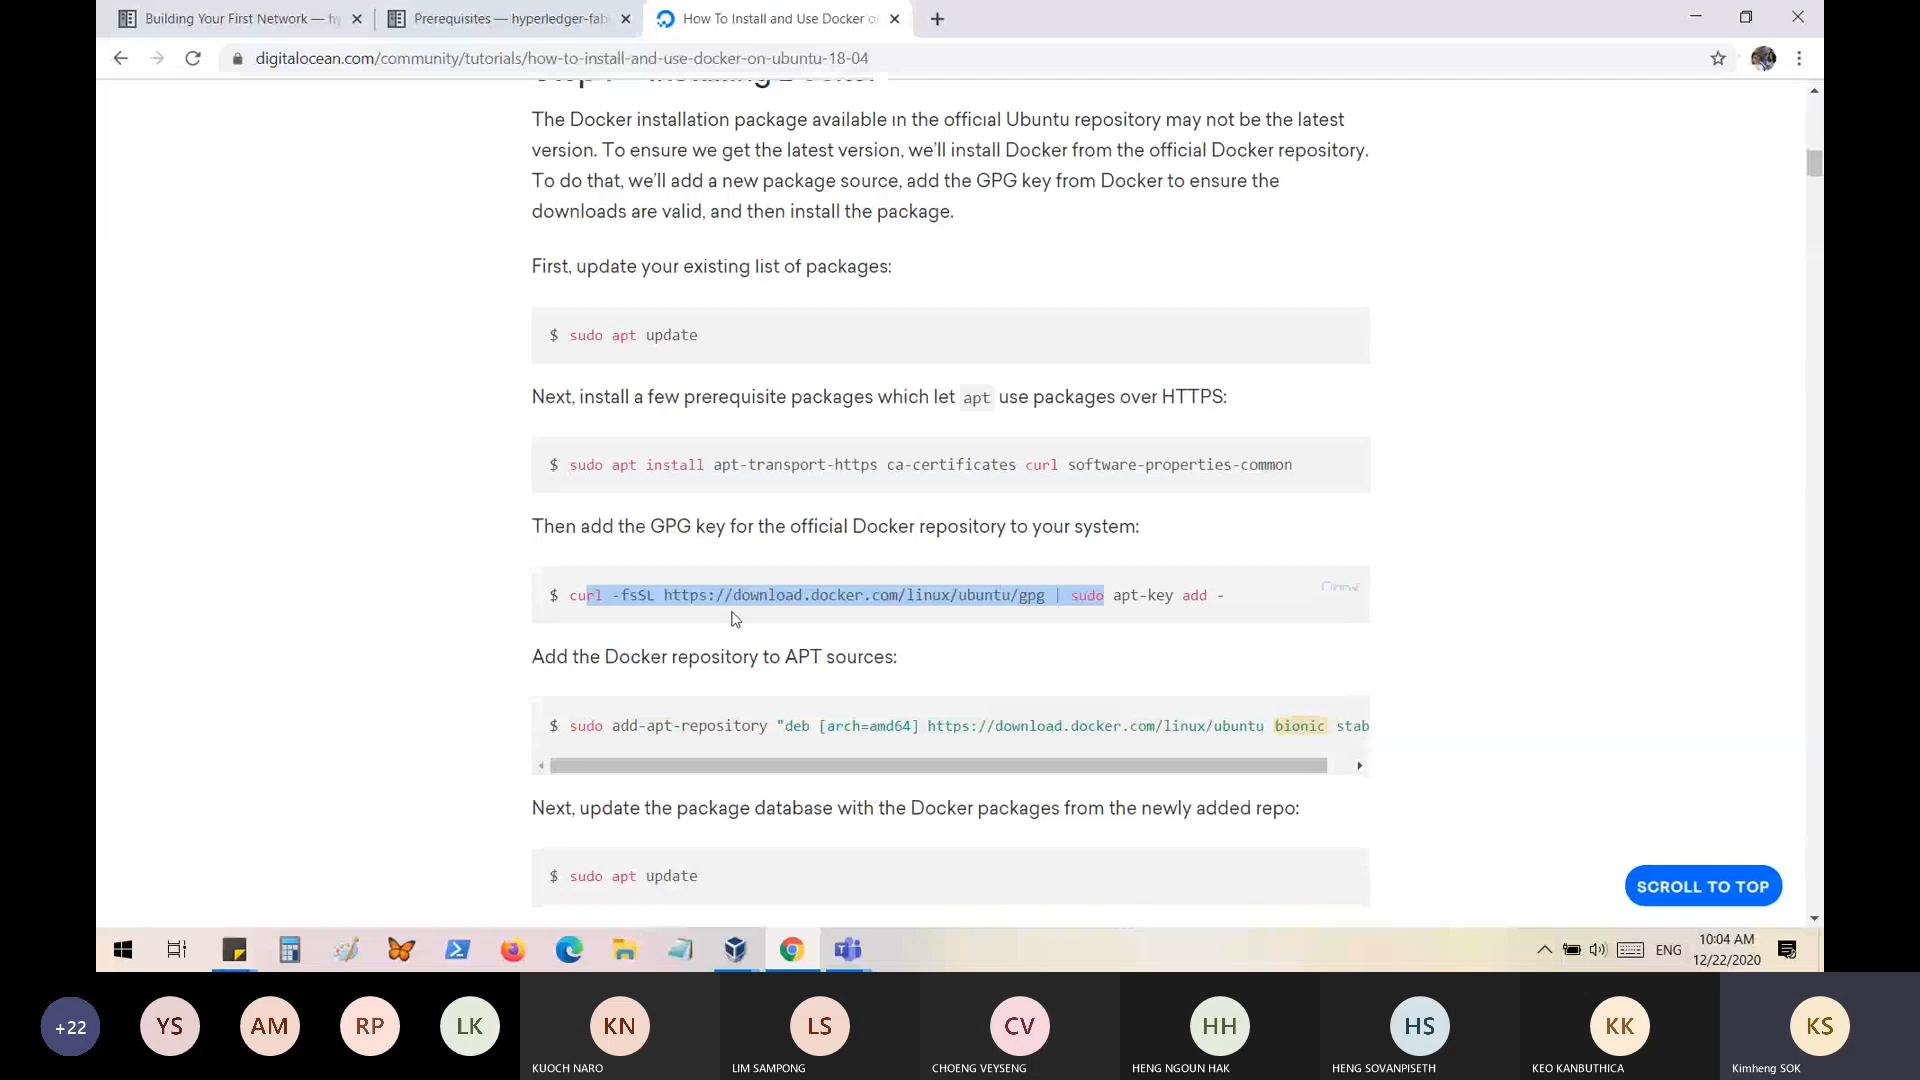 Building Your First Network — hy
Prerequisites — hyperledger-fab
How To Install and Use Docker o
digitalocean.com/community/tutorials/how-to-install-and-use-docker-on-ubuntu-18-04
The Docker installation package available in the official Ubuntu repository may not be the latest
version. To ensure we get the latest version, we’ll install Docker from the official Docker repository.
To do that, we’ll add a new package source, add the GPG key from Docker to ensure the
downloads are valid, and then install the package.
First, update your existing list of packages:
$ sudo apt update
Next, install a few prerequisite packages which let apt use packages over HTTPS:
$ sudo apt install apt-transport-https ca-certificates curl software-properties-common
Then add the GPG key for the official Docker repository to your system:
$ curl -fsSL https://download.docker.com/linux/ubuntu/gpg | sudo apt-key add -
Copy
Add the Docker repository to APT sources:
$ sudo add-apt-repository "deb [arch=amd64] https://download.docker.com/linux/ubuntu bionic stab
Next, update the package database with the Docker packages from the newly added repo:
$ sudo apt update
SCROLL TO TOP
ENG
10:04 AM
12/22/2020
+22
YS
AM
RP
LK
KN
LS
CV
HH
HS
KK
KS
KUOCH NARO
LIM SAMPONG
CHOENG VEYSENG
HENG NGOUN HAK
HENG SOVANPISETH
KEO KANBUTHICA
Kimheng SOK